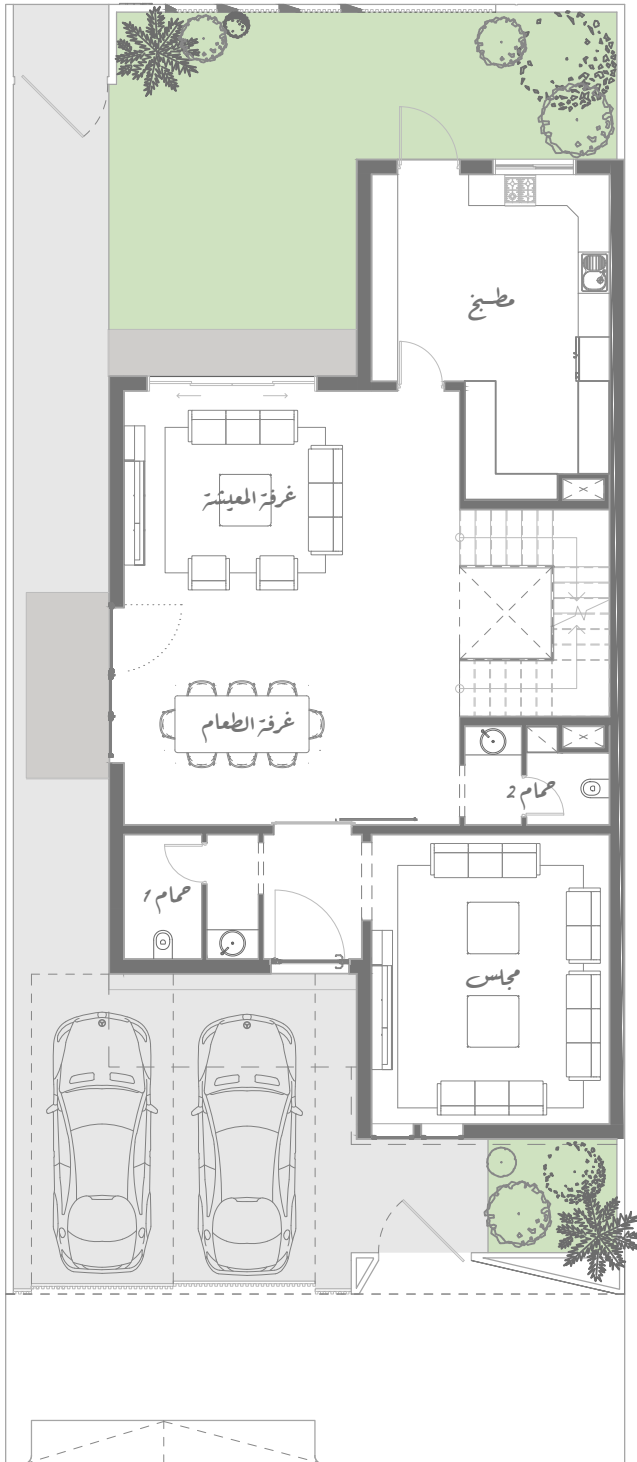 مطبخ
غرفة المعيشة
غرفة الطعام
حمام 2
حمام 1
مجلس